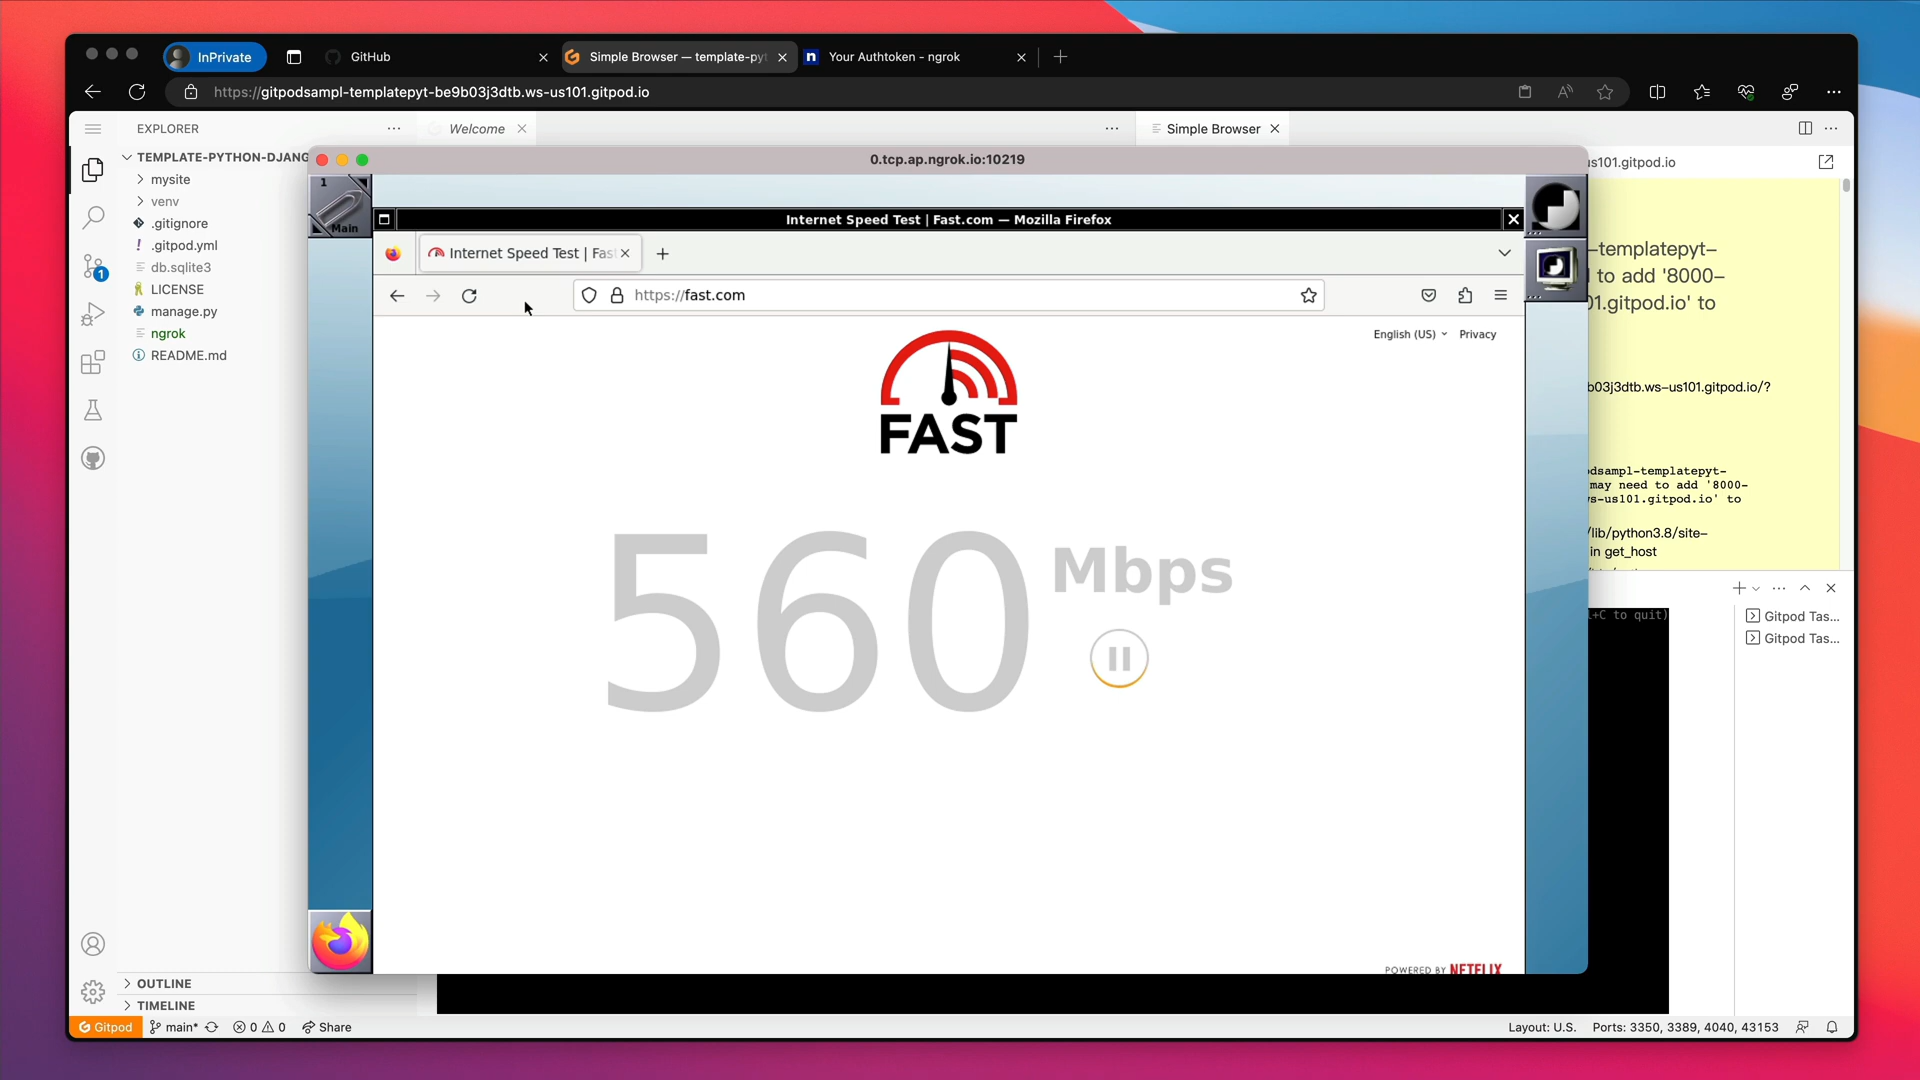 InPrivate
GitHub
Simple Browser — template-pyt
Your Authtoken - ngrok
https://gitpodsampl-templatepyt-be9b03j3dtb.ws-us101.gitpod.io
EXPLORER
Welcome
Simple Browser
TEMPLATE-PYTHON-DJANG
mysite
venv
.gitignore
.gitpod.yml
db.sqlite3
LICENSE
manage.py
ngrok
README.md
1
OUTLINE
TIMELINE
0.tcp.ap.ngrok.io:10219
1
Main
Internet Speed Test | Fast.com — Mozilla Firefox
Internet Speed Test | Fas
https://fast.com
English (US)
Privacy
FAST
560 Mbps
POWERED BY NETFLIX
us101.gitpod.io
-templatepyt-
to add '8000-
01.gitpod.io' to
b03j3dtb.ws-us101.gitpod.io/?
odsampl-templatepyt-
may need to add '8000-
s-us101.gitpod.io' to
/lib/python3.8/site-
in get_host
l+C to quit)
Gitpod Tas...
Gitpod Tas...
Gitpod
main*
0
0
Share
Layout: U.S.
Ports: 3350, 3389, 4040, 43153